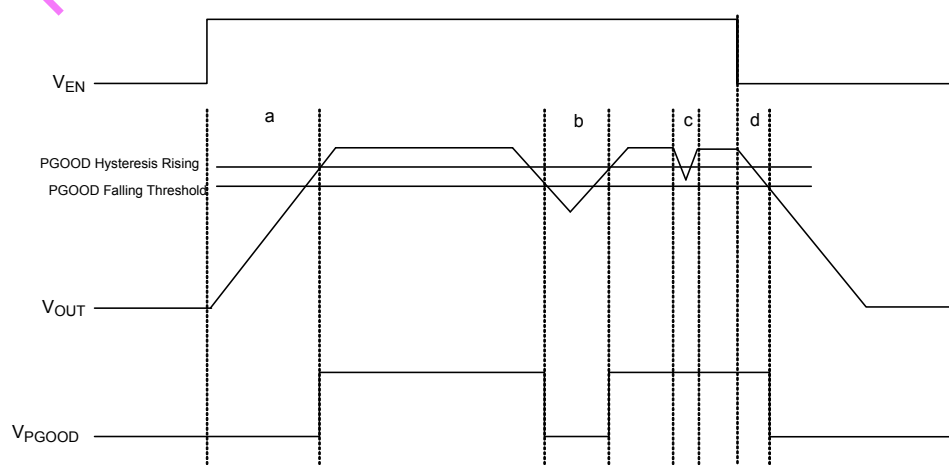 VEN
a
b
c
d
PGOOD Hysteresis Rising
PGOOD Falling Threshold
VOUT
VPGOOD